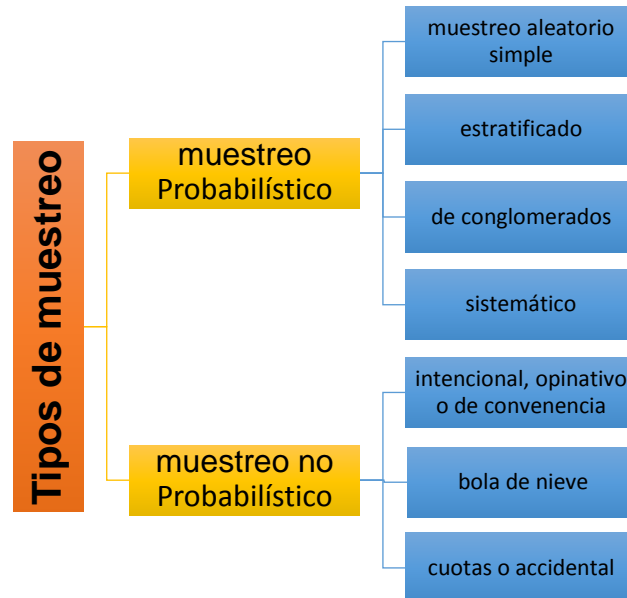 Tipos de muestreo
muestreo
Probabilístico
muestreo aleatorio
simple
estratificado
de conglomerados
sistemático
muestreo no
Probabilístico
intencional, opinativo
o de convenencia
bola de nieve
cuotas o accidental